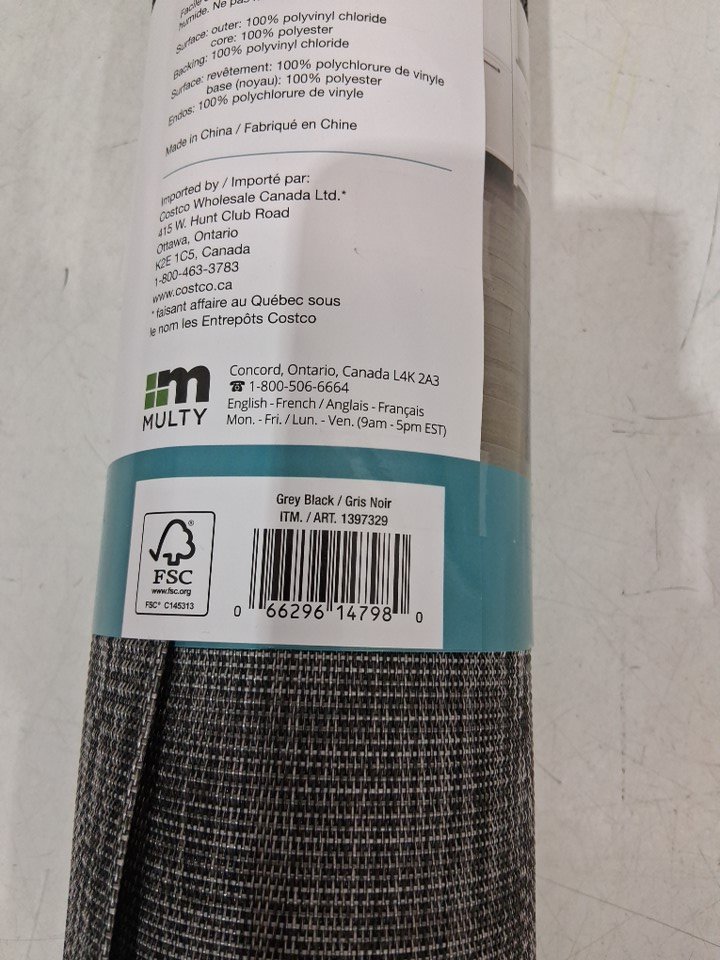 Facile
humide. Ne pas
Surface: outer: 100% polyvinyl chloride
core: 100% polyester
Backing: 100% polyvinyl chloride
Surface: revêtement: 100% polychlorure de vinyle
base (noyau): 100% polyester
Endos: 100% polychlorure de vinyle
Made in China / Fabriqué en Chine
Imported by / Importé par:
Costco Wholesale Canada Ltd.*
415 W. Hunt Club Road
Ottawa, Ontario
K2E 1C5, Canada
1-800-463-3783
www.costco.ca
* faisant affaire au Québec sous
le nom les Entrepôts Costco
m
MULTY
Concord, Ontario, Canada L4K 2A3
☎ 1-800-506-6664
English - French / Anglais - Français
Mon. - Fri. / Lun. - Ven. (9am - 5pm EST)
Grey Black / Gris Noir
ITM. / ART. 1397329
®
FSC
www.fsc.org
FSC® C145313
0 66296 14798 0